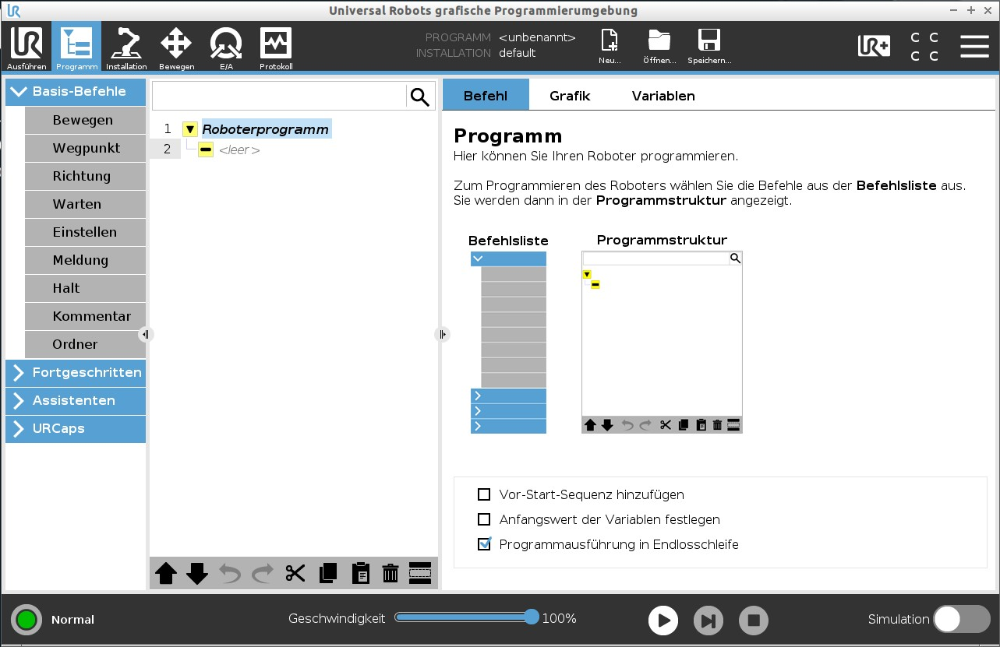 Universal Robots grafische Programmierumgebung
Ausführen
Programm
Installation
Bewegen
E/A
Protokoll
PROGRAMM <unbenannt>
INSTALLATION default
Neu...
Öffnen...
Speichern...
UR+
C C
C C
Basis-Befehle
Bewegen
Wegpunkt
Richtung
Warten
Einstellen
Meldung
Halt
Kommentar
Ordner
Fortgeschritten
Assistenten
URCaps
1 Roboterprogramm
2 <leer>
Befehl Grafik Variablen
Programm
Hier können Sie Ihren Roboter programmieren.
Zum Programmieren des Roboters wählen Sie die Befehle aus der Befehlsliste aus.
Sie werden dann in der Programmstruktur angezeigt.
Befehlsliste
Programmstruktur
Vor-Start-Sequenz hinzufügen
Anfangswert der Variablen festlegen
Programmausführung in Endlosschleife
Normal
Geschwindigkeit 100%
Simulation